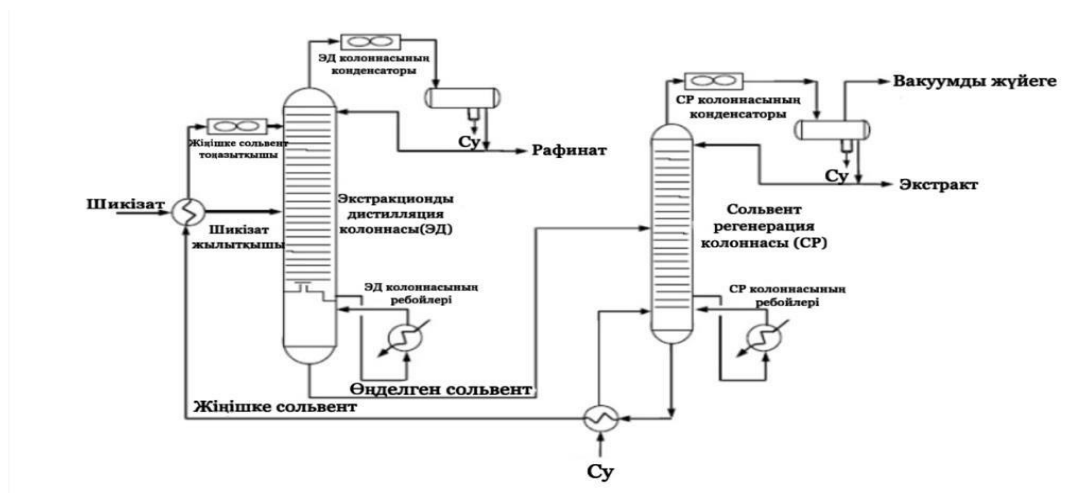 ЭД колоннасының
конденсаторы
Су
Рафинат
Жіңішке сольвент
тоңазытқышы
Шикізат
Шикізат
жылытқышы
Экстракционды
дистилляция
колоннасы(ЭД)
ЭД колоннасының
ребойлері
Өңделген сольвент
Жіңішке сольвент
СР колоннасының
конденсаторы
Вакуумды жүйеге
Су
Экстракт
Сольвент
регенерация
колоннасы (СР)
СР колоннасының
ребойлері
Су